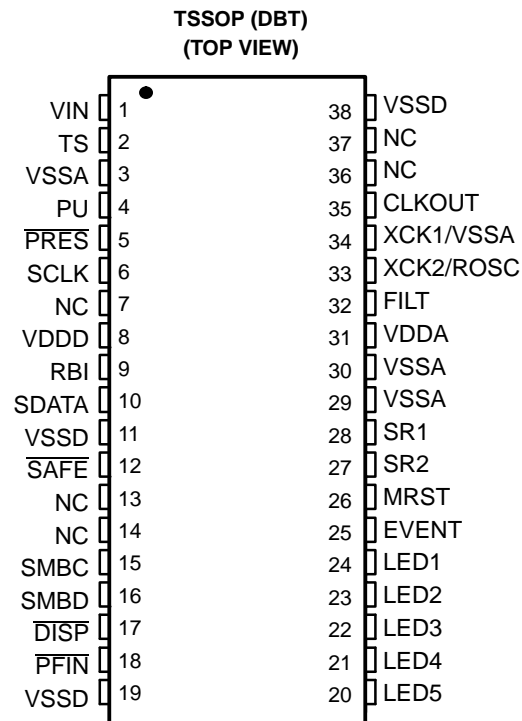 TSSOP (DBT)
(TOP VIEW)
VIN 1 38 VSSD
TS 2 37 NC
VSSA 3 36 NC
PU 4 35 CLKOUT
PRES 5 34 XCK1/VSSA
SCLK 6 33 XCK2/ROSC
NC 7 32 FILT
VDDD 8 31 VDDA
RBI 9 30 VSSA
SDATA 10 29 VSSA
VSSD 11 28 SR1
SAFE 12 27 SR2
NC 13 26 MRST
NC 14 25 EVENT
SMBC 15 24 LED1
SMBD 16 23 LED2
DISP 17 22 LED3
PFIN 18 21 LED4
VSSD 19 20 LED5